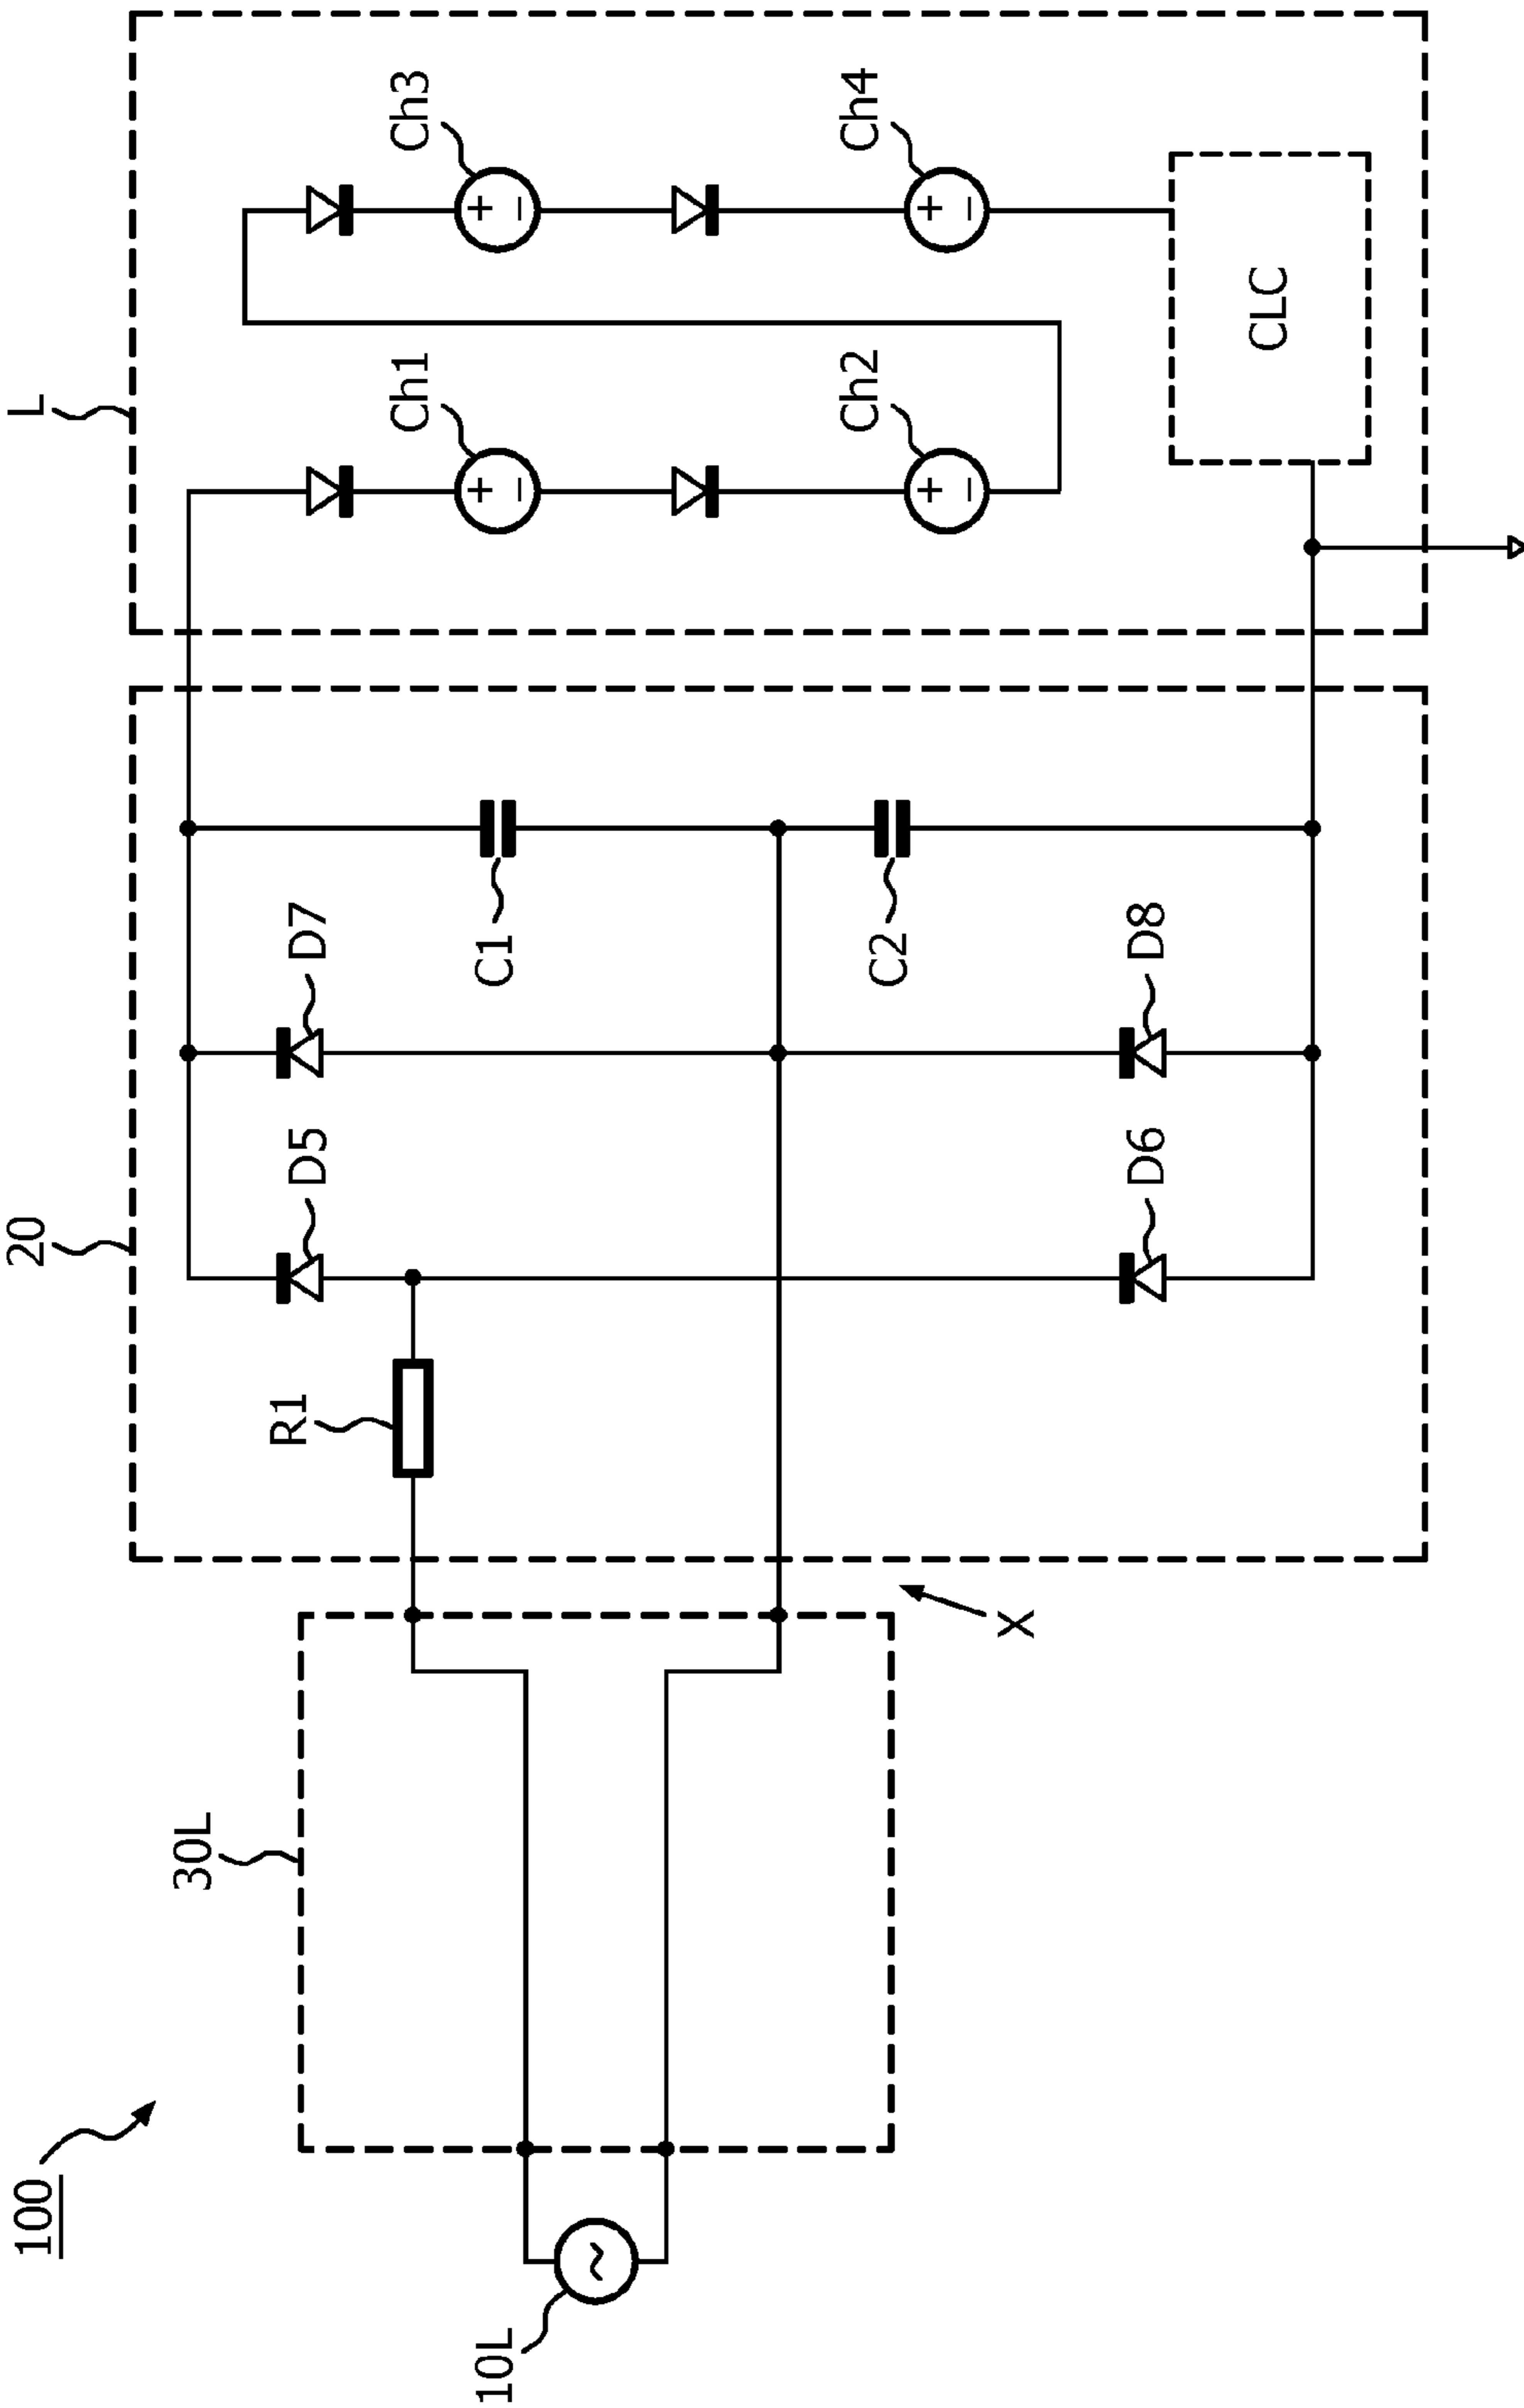 100
10L
30L
X
20
R1
D5
D6
D7
D8
C1
C2
L
Ch1
Ch2
Ch3
Ch4
+
−
+
−
+
−
+
−
CLC
~